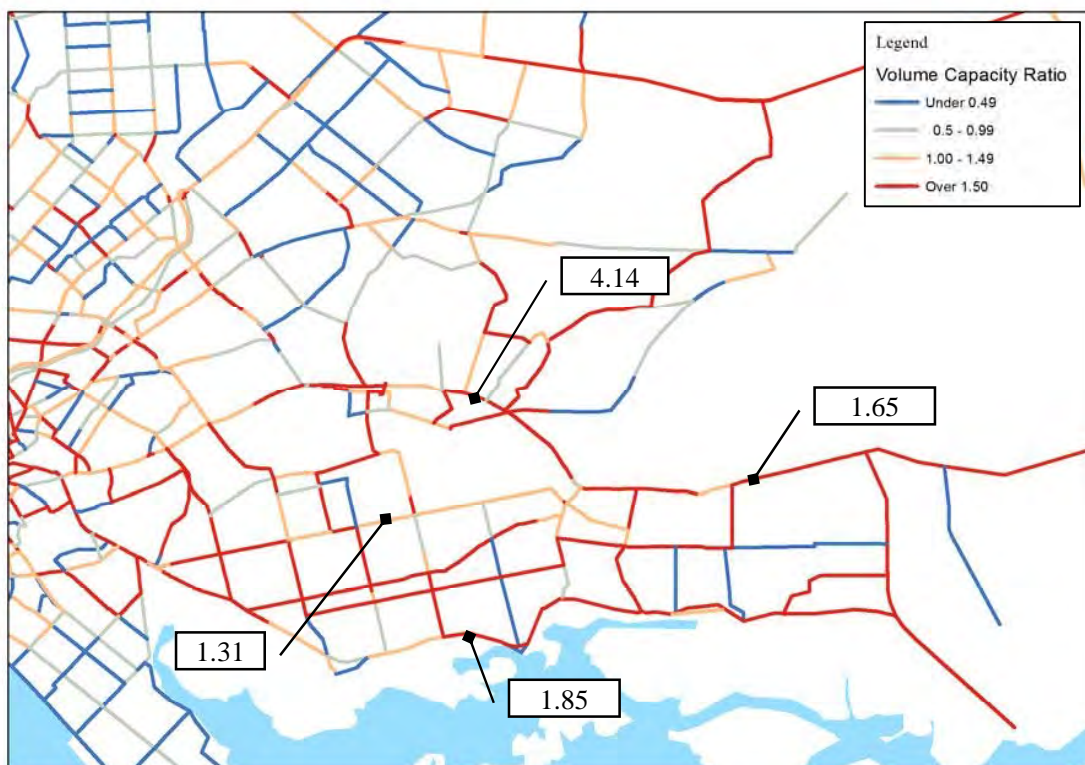 Legend
Volume Capacity Ratio
Under 0.49
0.5 - 0.99
1.00 - 1.49
Over 1.50
4.14
1.65
1.31
1.85